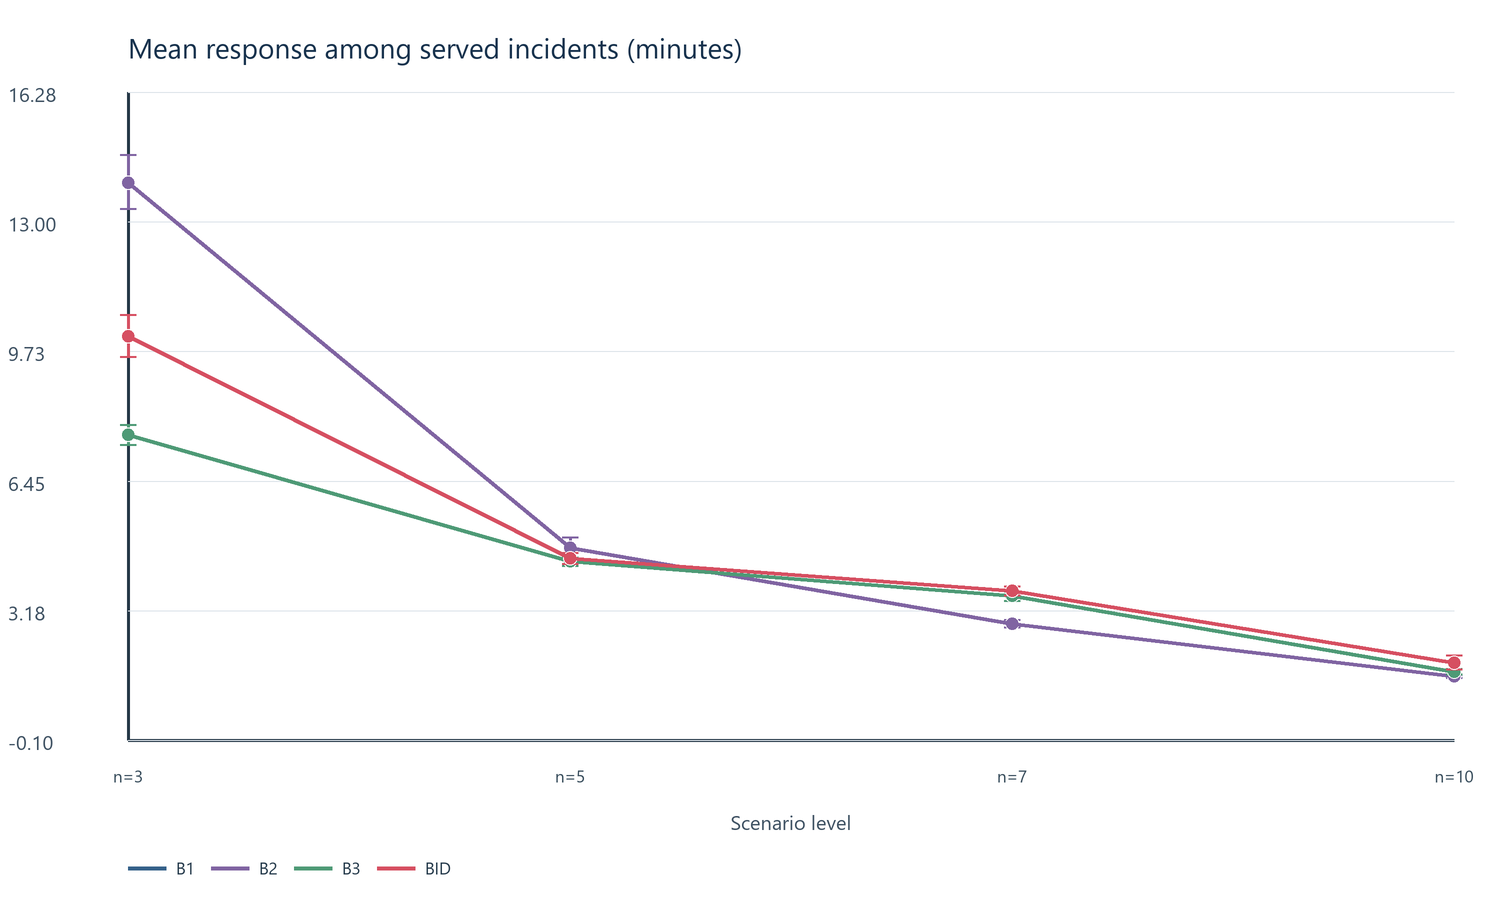 Mean response among served incidents (minutes)
16.28
13.00
9.73
6.45
3.18
-0.10
n=3 n=5 n=7 n=10
Scenario level
B1 B2 B3 BID